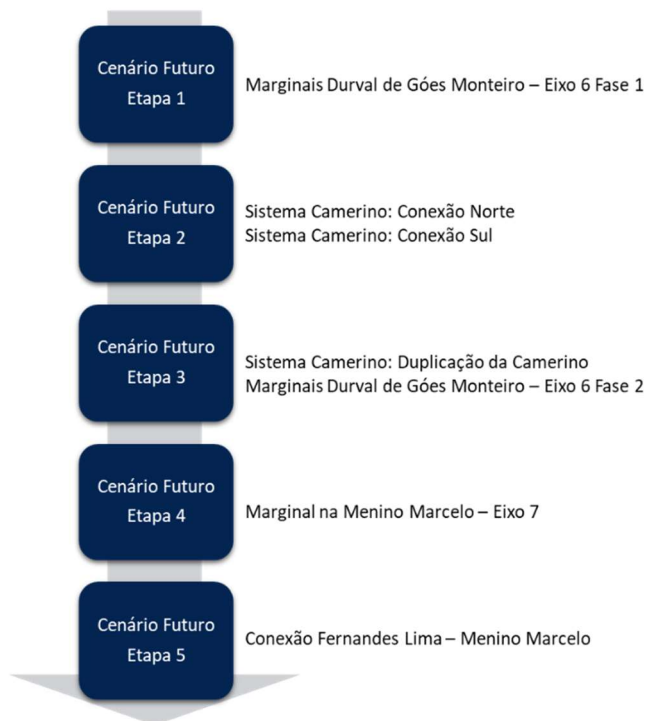 Cenário Futuro
Etapa 1
Marginais Durval de Góes Monteiro – Eixo 6 Fase 1
Cenário Futuro
Etapa 2
Sistema Camerino: Conexão Norte
Sistema Camerino: Conexão Sul
Cenário Futuro
Etapa 3
Sistema Camerino: Duplicação da Camerino
Marginais Durval de Góes Monteiro – Eixo 6 Fase 2
Cenário Futuro
Etapa 4
Marginal na Menino Marcelo – Eixo 7
Cenário Futuro
Etapa 5
Conexão Fernandes Lima – Menino Marcelo